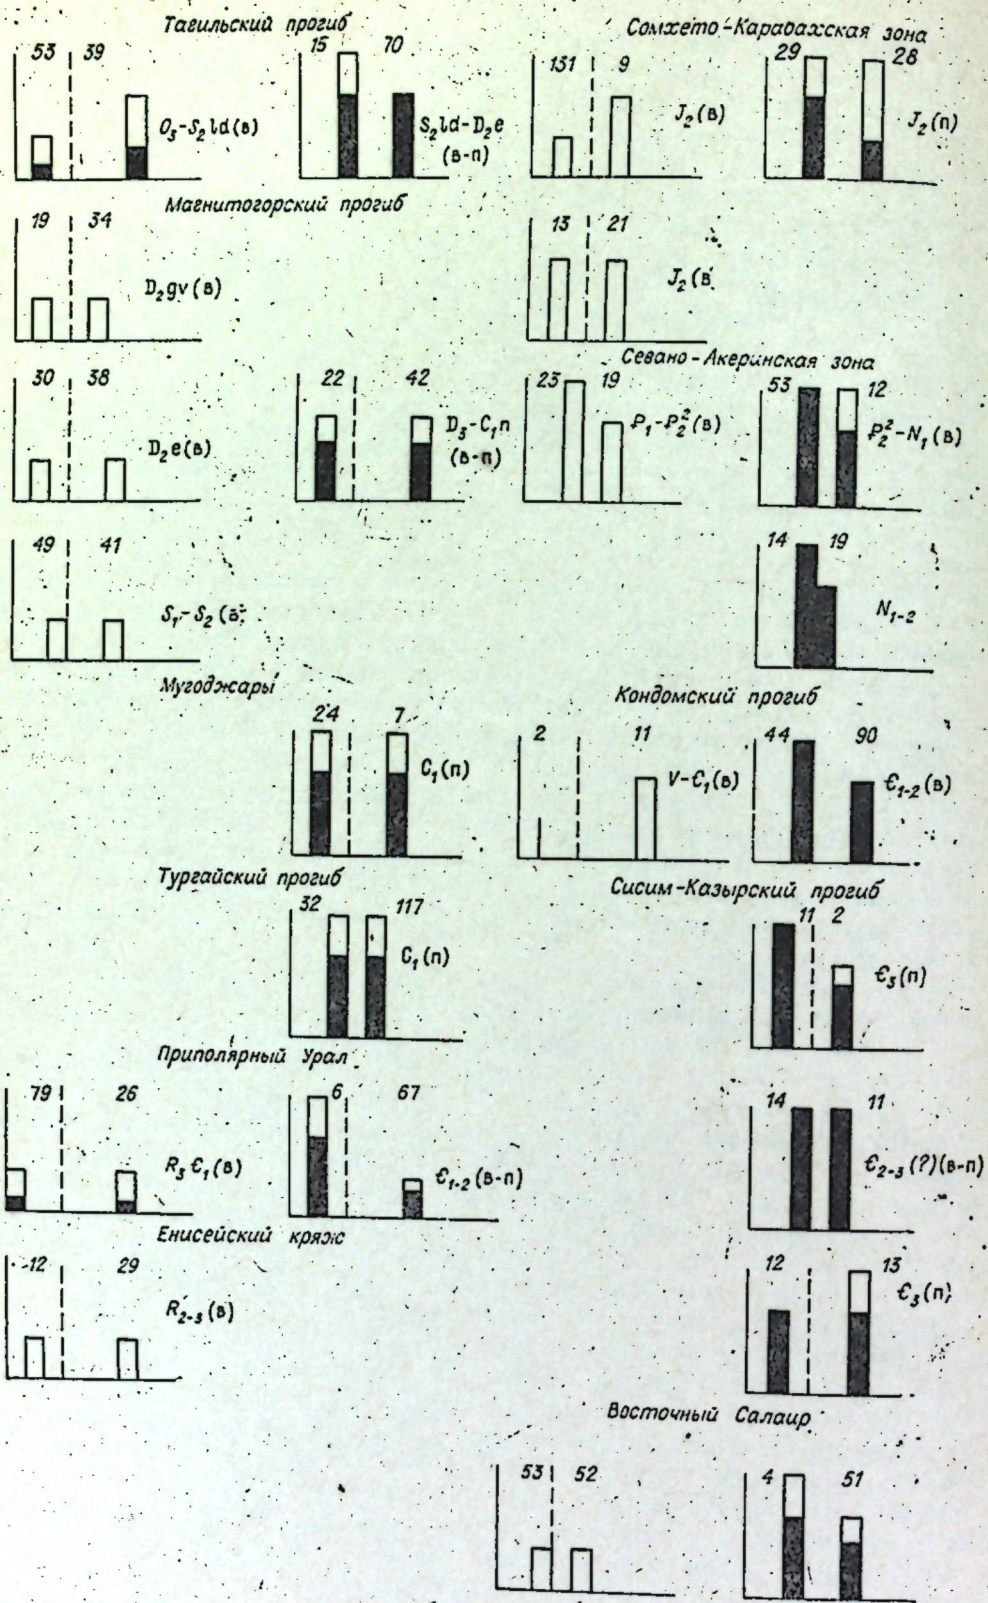 Тагильский прогиб
53 39
O₃-S₂ld(в)
15 70
S₂ld-D₂e
(в-п)
Сомхето-Карабахская зона
131 9
J₂(в)
29 28
J₂(п)
Магнитогорский прогиб
19 34
D₂gv(в)
13 21
J₂(в
30 38
D₂e(в)
22 42
D₃-C₁n
(в-п)
Севано-Акеринская зона
23 19
P₁-P₂²(в)
53 12
P₂²-N₁(в)
49 41
S₁-S₂(в
14 19
N₁₋₂
Мугоджары
24 7
C₁(п)
Кондомский прогиб
2 11
V-Є₁(в)
44 90
Є₁₋₂(в)
Тургайский прогиб
32 117
C₁(п)
Сисим-Казырский прогиб
11 2
Є₃(п)
Приполярный Урал
79 26
R₃Є₁(в)
6 67
Є₁₋₂(в-п)
14 11
Є₂₋₃(?)(в-п)
Енисейский кряж
12 29
R₂₋₃(в)
12 13
Є₃(п)
Восточный Салаир
53 52
4 51